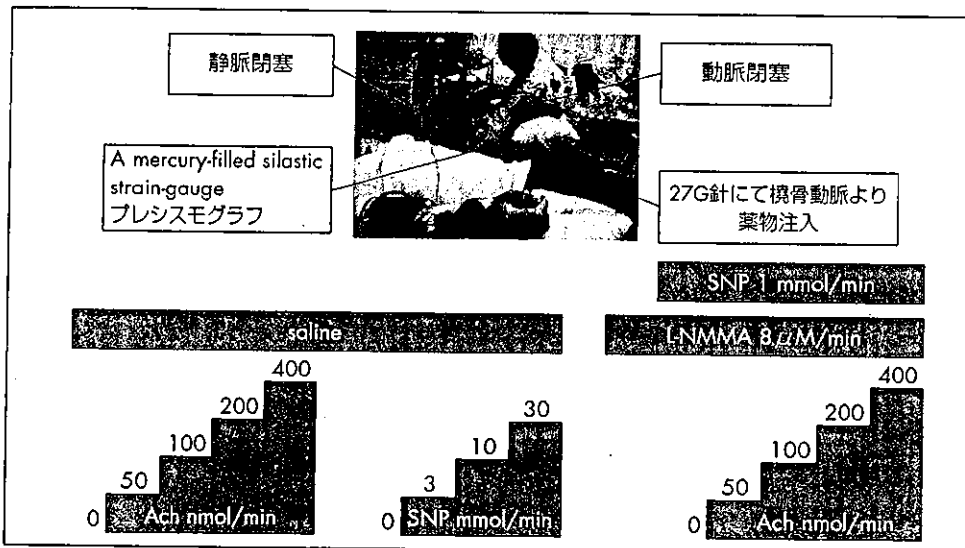 静脈閉塞
動脈閉塞
A mercury-filled silastic
strain-gauge
プレシスモグラフ
27G針にて橈骨動脈より
薬物注入
SNP 1 mmol/min
saline
L-NMMA 8 μM/min
400
200
100
50
0
Ach nmol/min
30
10
3
0
SNP mmol/min
400
200
100
50
0
Ach nmol/min